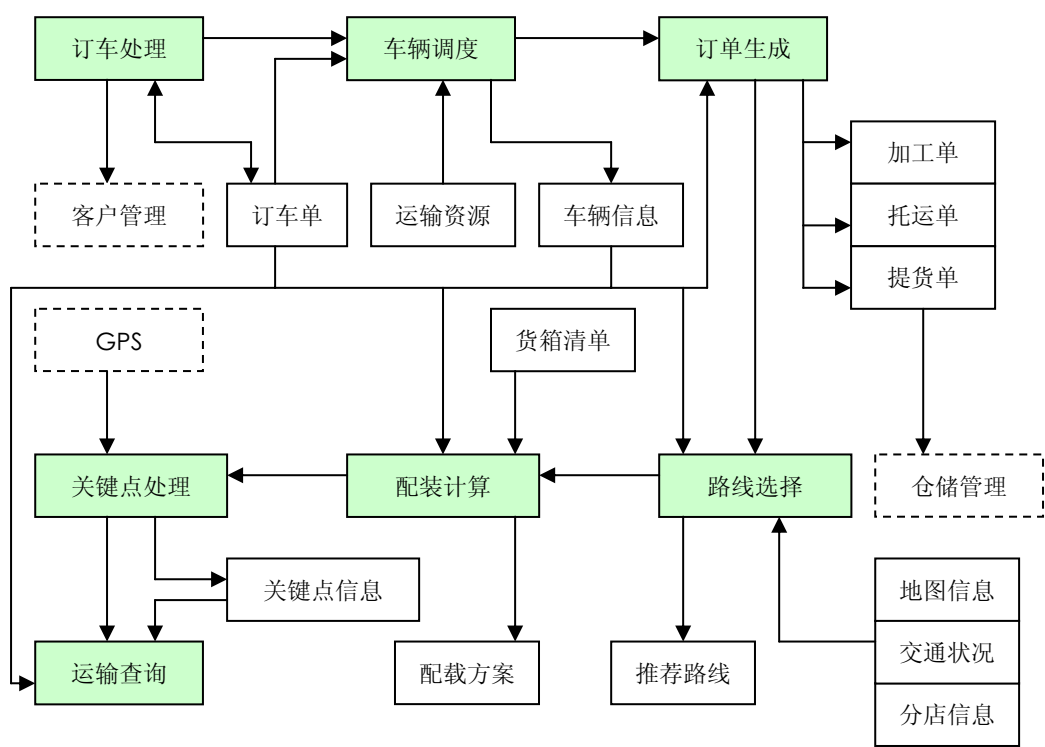 订车处理
车辆调度
订单生成
加工单
客户管理
订车单
运输资源
车辆信息
托运单
提货单
GPS
货箱清单
关键点处理
配装计算
路线选择
仓储管理
关键点信息
地图信息
运输查询
配载方案
推荐路线
交通状况
分店信息